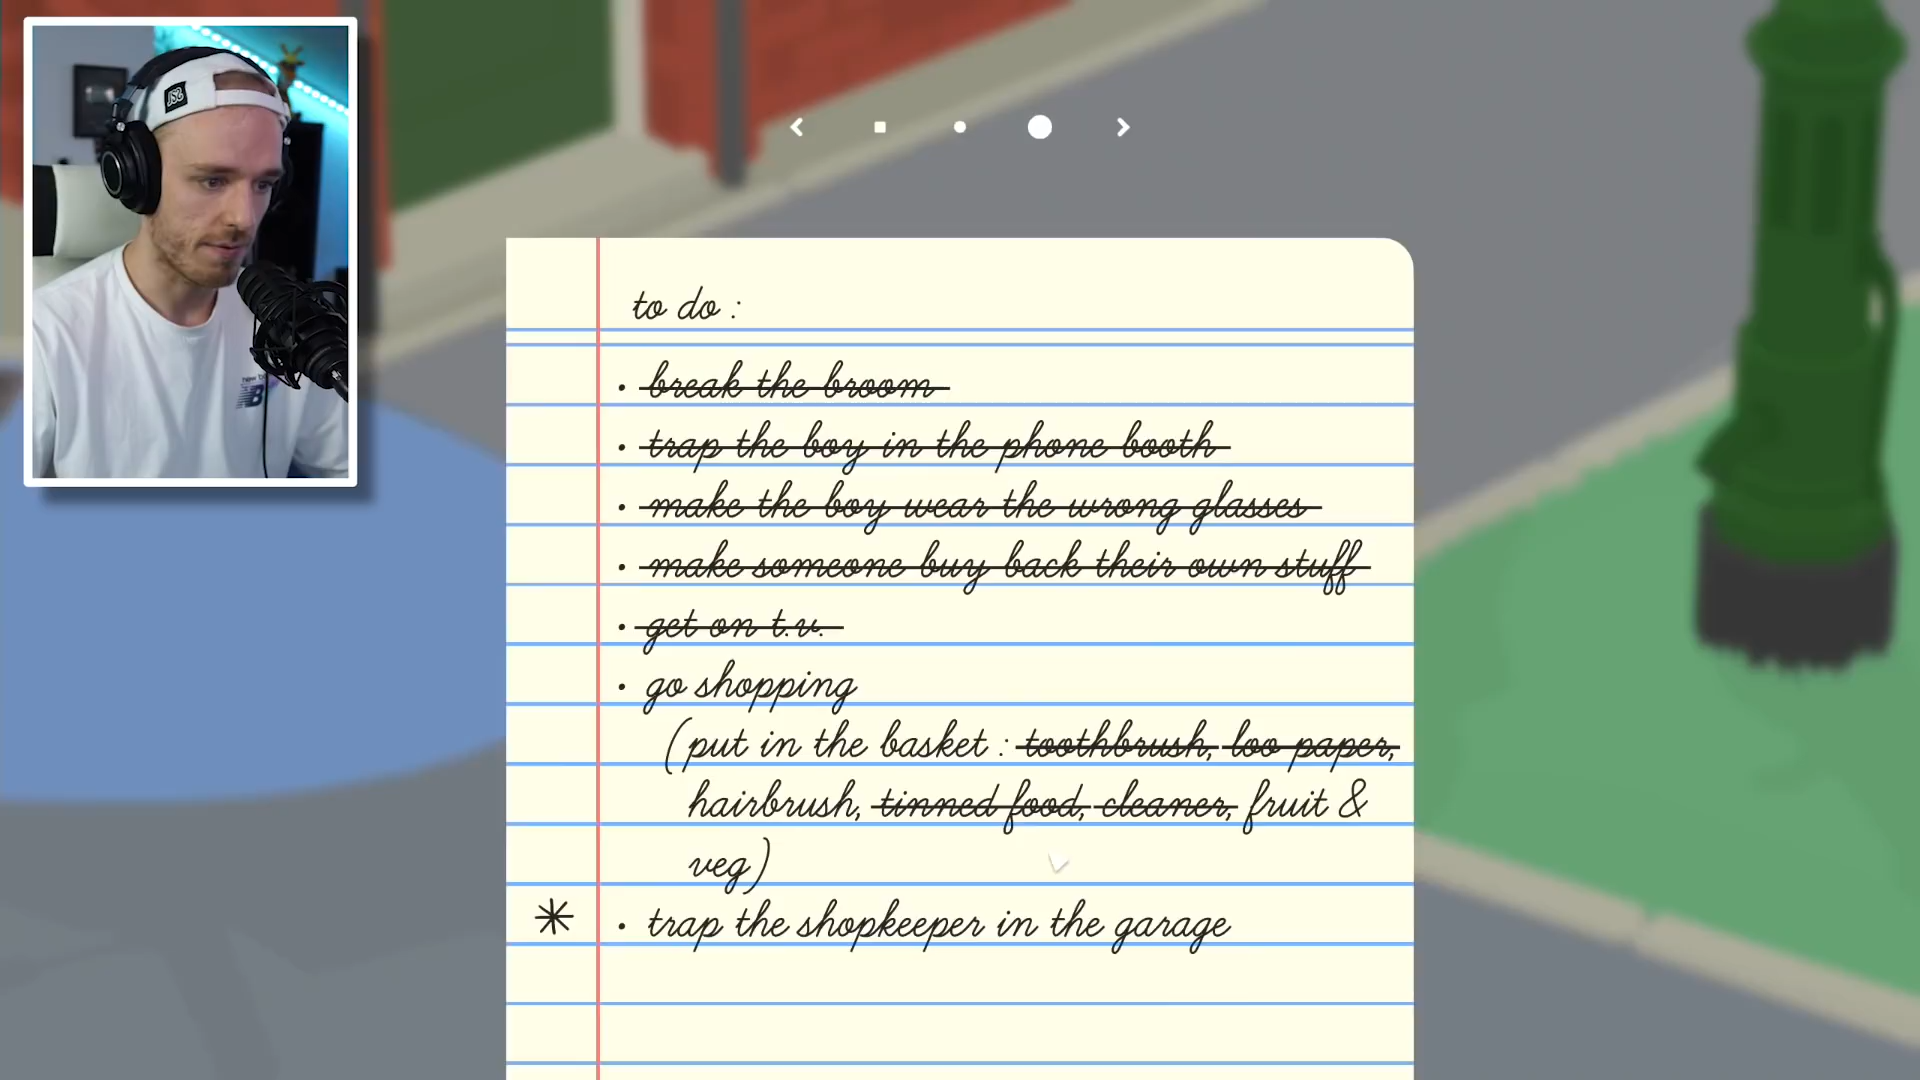 to do :
• break the broom
• trap the boy in the phone booth
• make the boy wear the wrong glasses
• make someone buy back their own stuff
• get on t.v.
• go shopping
(put in the basket : toothbrush, loo paper,
hairbrush, tinned food, cleaner, fruit &
veg)
* • trap the shopkeeper in the garage